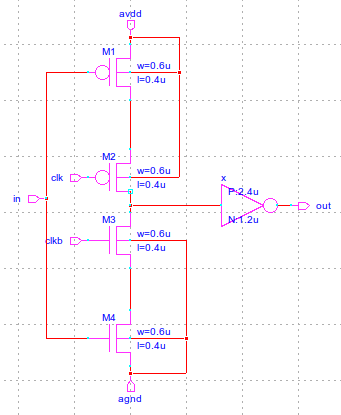 avdd
M1
w=0.6u
l=0.4u
M2
clk
w=0.6u
l=0.4u
x
P:2.4u
in
out
N:1.2u
M3
clkb
w=0.6u
l=0.4u
M4
w=0.6u
l=0.4u
agnd